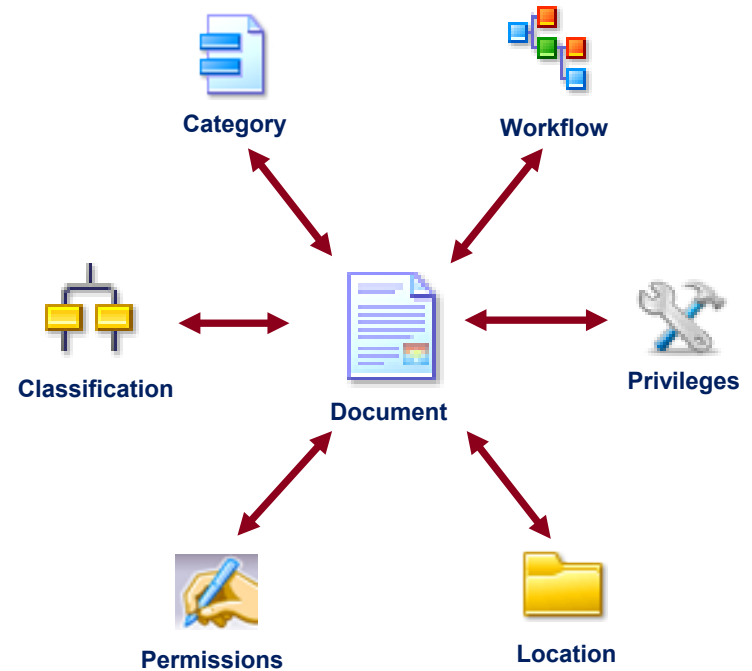 Category
Workflow
Classification
Document
Privileges
Permissions
Location